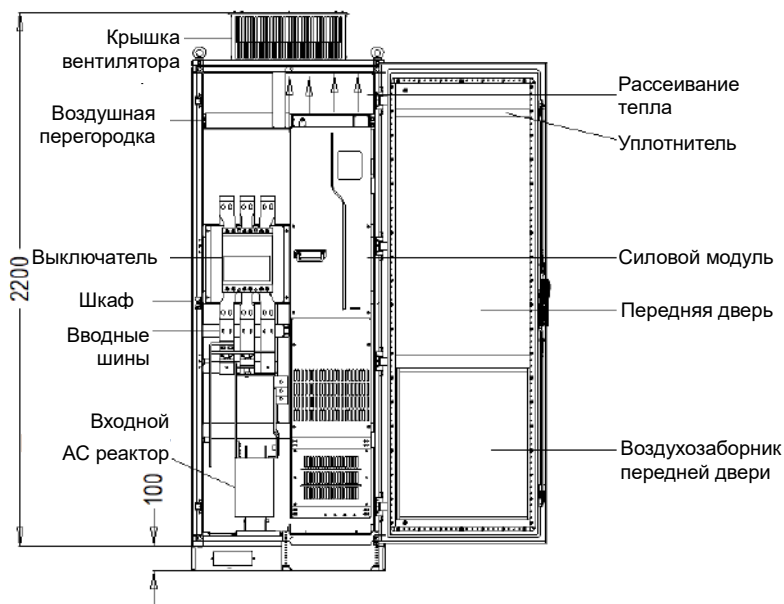 Крышка
вентилятора
Воздушная
перегородка
Выключатель
Шкаф
Вводные
шины
Входной
АС реактор
2200
100
Рассеивание
тепла
Уплотнитель
Силовой модуль
Передняя дверь
Воздухозаборник
передней двери